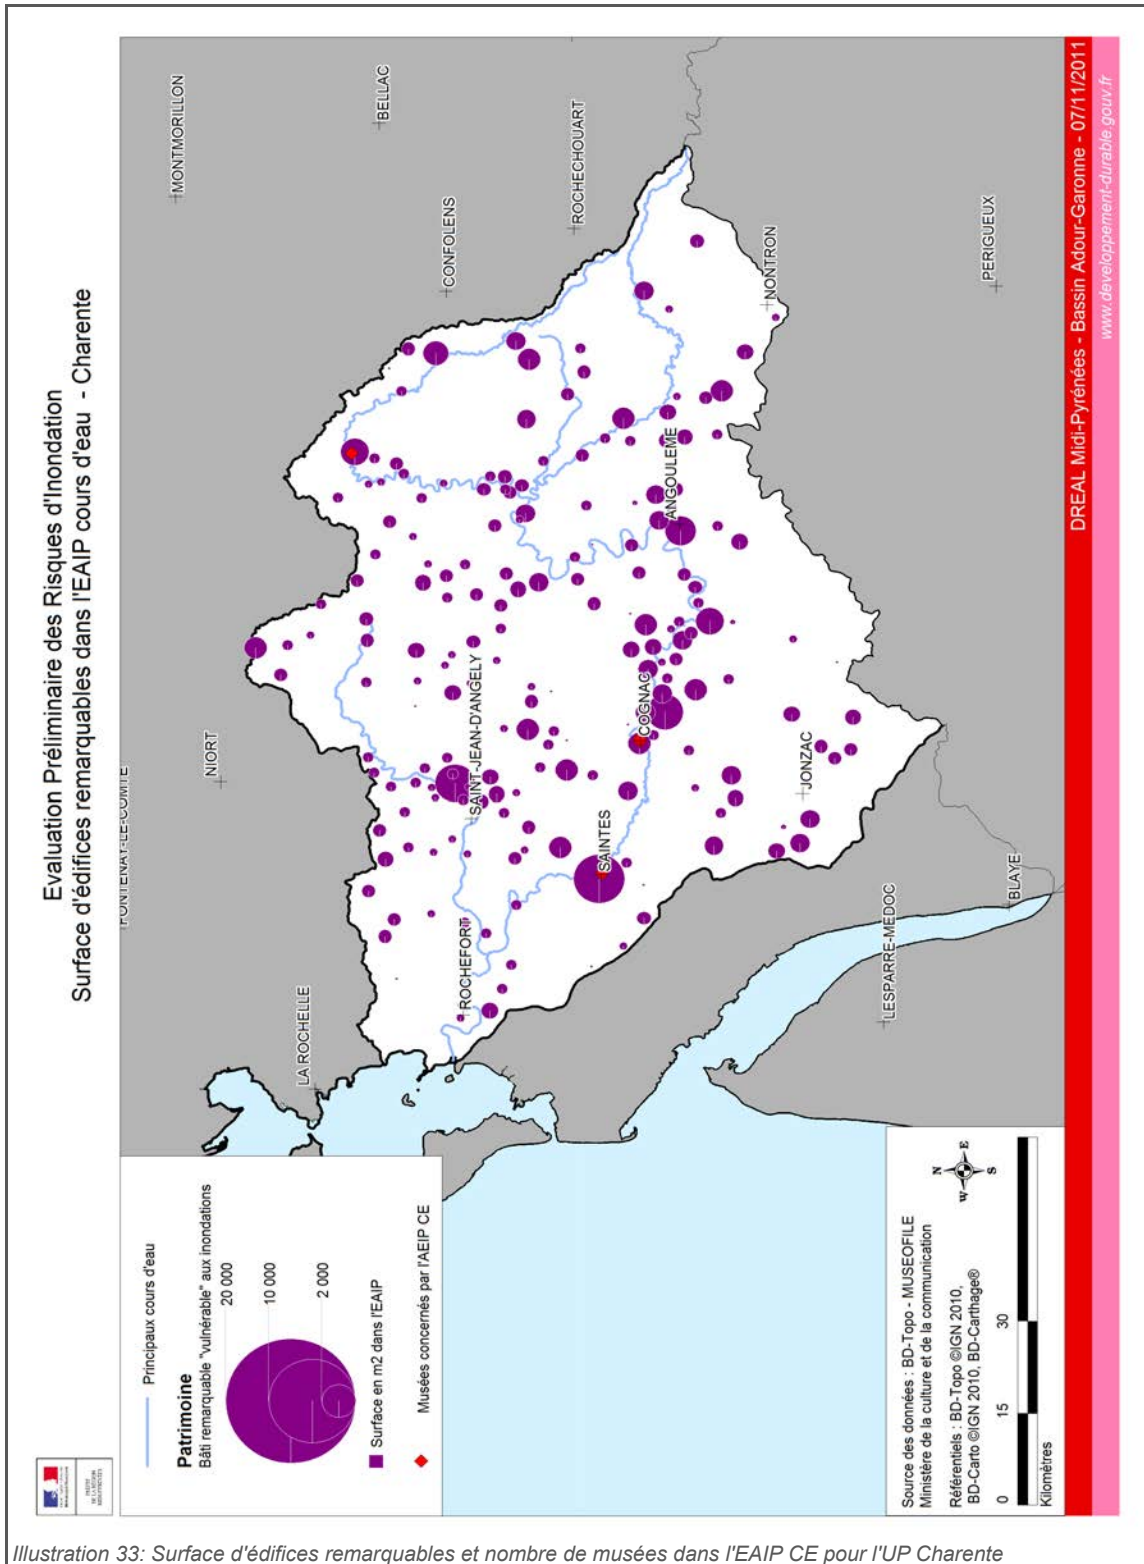 Evaluation Préliminaire des Risques d'Inondation
Surface d'édifices remarquables dans l'EAIP cours d'eau - Charente
MONTMORILLON
BELLAC
ROCHECHOUART
CONFOLENS
NONTRON
PERIGUEUX
ANGOULEME
NIORT
SAINT-JEAN-D'ANGELY
COGNAC
JONZAC
SAINTES
ROCHEFORT
LA ROCHELLE
LESPARRE-MEDOC
BLAYE
Principaux cours d'eau
Patrimoine
Bâti remarquable "vulnérable" aux inondations
20 000
10 000
2 000
Surface en m2 dans l'EAIP
Musées concernés par l'AEIP CE
Source des données : BD-Topo - MUSEOFILE
Ministère de la culture et de la communication
Référentiels : BD-Topo ©IGN 2010,
BD-Carto ©IGN 2010, BD-Carthage®
N
E
S
W
0
15
30
Kilomètres
DREAL Midi-Pyrénées - Bassin Adour-Garonne - 07/11/2011
www.developpement-durable.gouv.fr
Illustration 33: Surface d'édifices remarquables et nombre de musées dans l'EAIP CE pour l'UP Charente